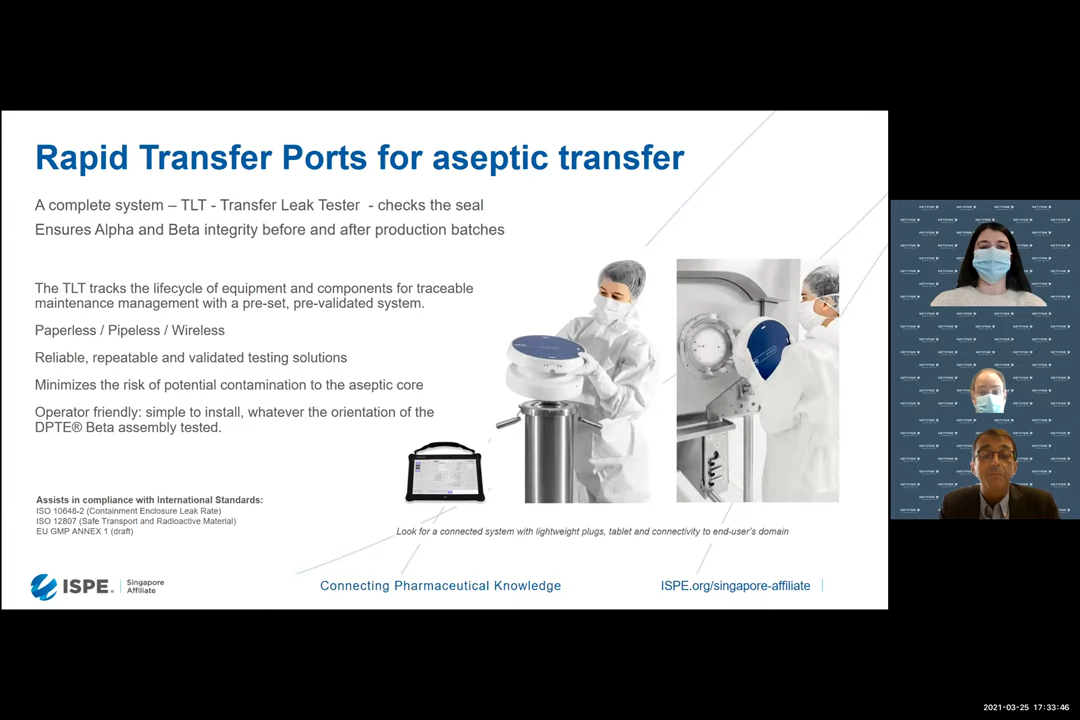 Rapid Transfer Ports for aseptic transfer
A complete system – TLT - Transfer Leak Tester - checks the seal
Ensures Alpha and Beta integrity before and after production batches
The TLT tracks the lifecycle of equipment and components for traceable
maintenance management with a pre-set, pre-validated system.
Paperless / Pipeless / Wireless
Reliable, repeatable and validated testing solutions
Minimizes the risk of potential contamination to the aseptic core
Operator friendly: simple to install, whatever the orientation of the
DPTE® Beta assembly tested.
Assists in compliance with International Standards:
ISO 10648-2 (Containment Enclosure Leak Rate)
ISO 12807 (Safe Transport and Radioactive Material)
EU GMP ANNEX 1 (draft)
Look for a connected system with lightweight plugs, tablet and connectivity to end-user's domain
ISPE®
Singapore
Affiliate
Connecting Pharmaceutical Knowledge
ISPE.org/singapore-affiliate
GETINGE
2021-03-25 17:33:46